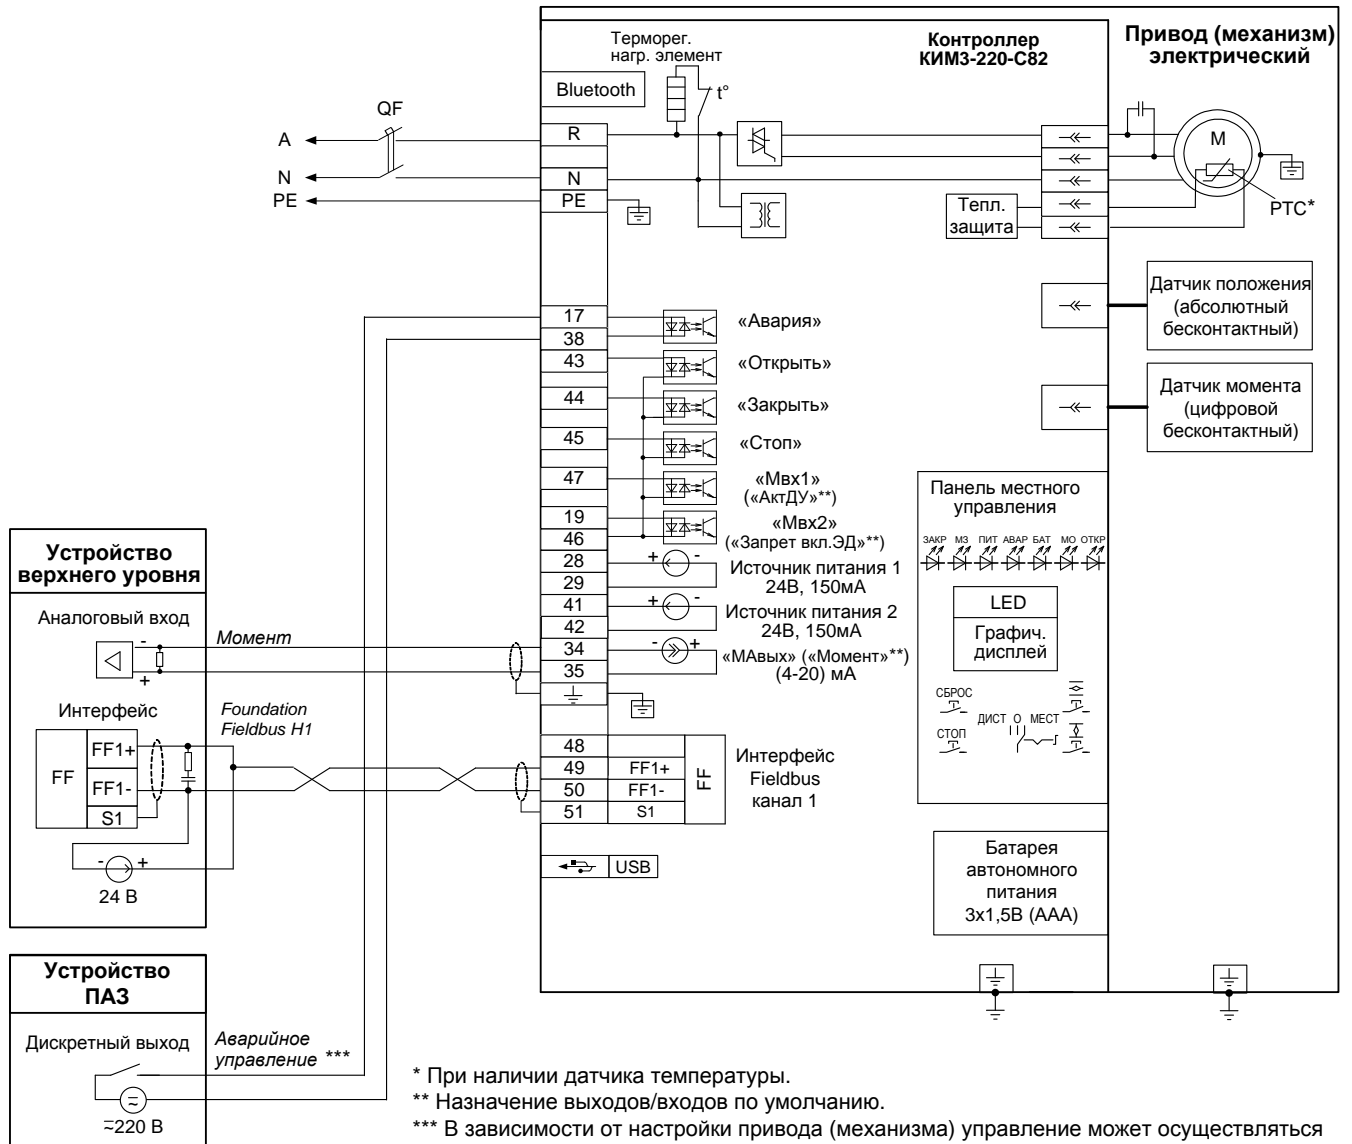 Терморег.
нагр. элемент
Контроллер
КИМ3-220-С82
Привод (механизм)
электрический
Bluetooth
t°
QF
A
R
M
N
N
PE
PE
Тепл.
защита
PTC*
Датчик положения
(абсолютный
бесконтактный)
17
38
«Авария»
43
«Открыть»
44
«Закрыть»
Датчик момента
(цифровой
бесконтактный)
45
«Стоп»
47
«Мвх1»
(«АктДУ»**)
19
46
«Мвх2»
(«Запрет вкл.ЭД»**)
Панель местного
управления
ЗАКР МЗ ПИТ АВАР БАТ МО ОТКР
28
29
+ -
Источник питания 1
24В, 150мА
41
42
+ -
Источник питания 2
24В, 150мА
LED
Графич.
дисплей
34
35
- +
«МАвых» («Момент»**)
(4-20) мА
СБРОС
СТОП
ДИСТ О МЕСТ
Устройство
верхнего уровня
Аналоговый вход
-
+
Момент
Интерфейс
Foundation
Fieldbus H1
FF
FF1+
FF1-
S1
- +
24 В
48
49 FF1+
50 FF1-
51 S1
FF
Интерфейс
Fieldbus
канал 1
USB
Батарея
автономного
питания
3х1,5В (ААА)
Устройство
ПАЗ
Дискретный выход
Аварийное
управление ***
≂
≂220 В
* При наличии датчика температуры.
** Назначение выходов/входов по умолчанию.
*** В зависимости от настройки привода (механизма) управление может осуществляться